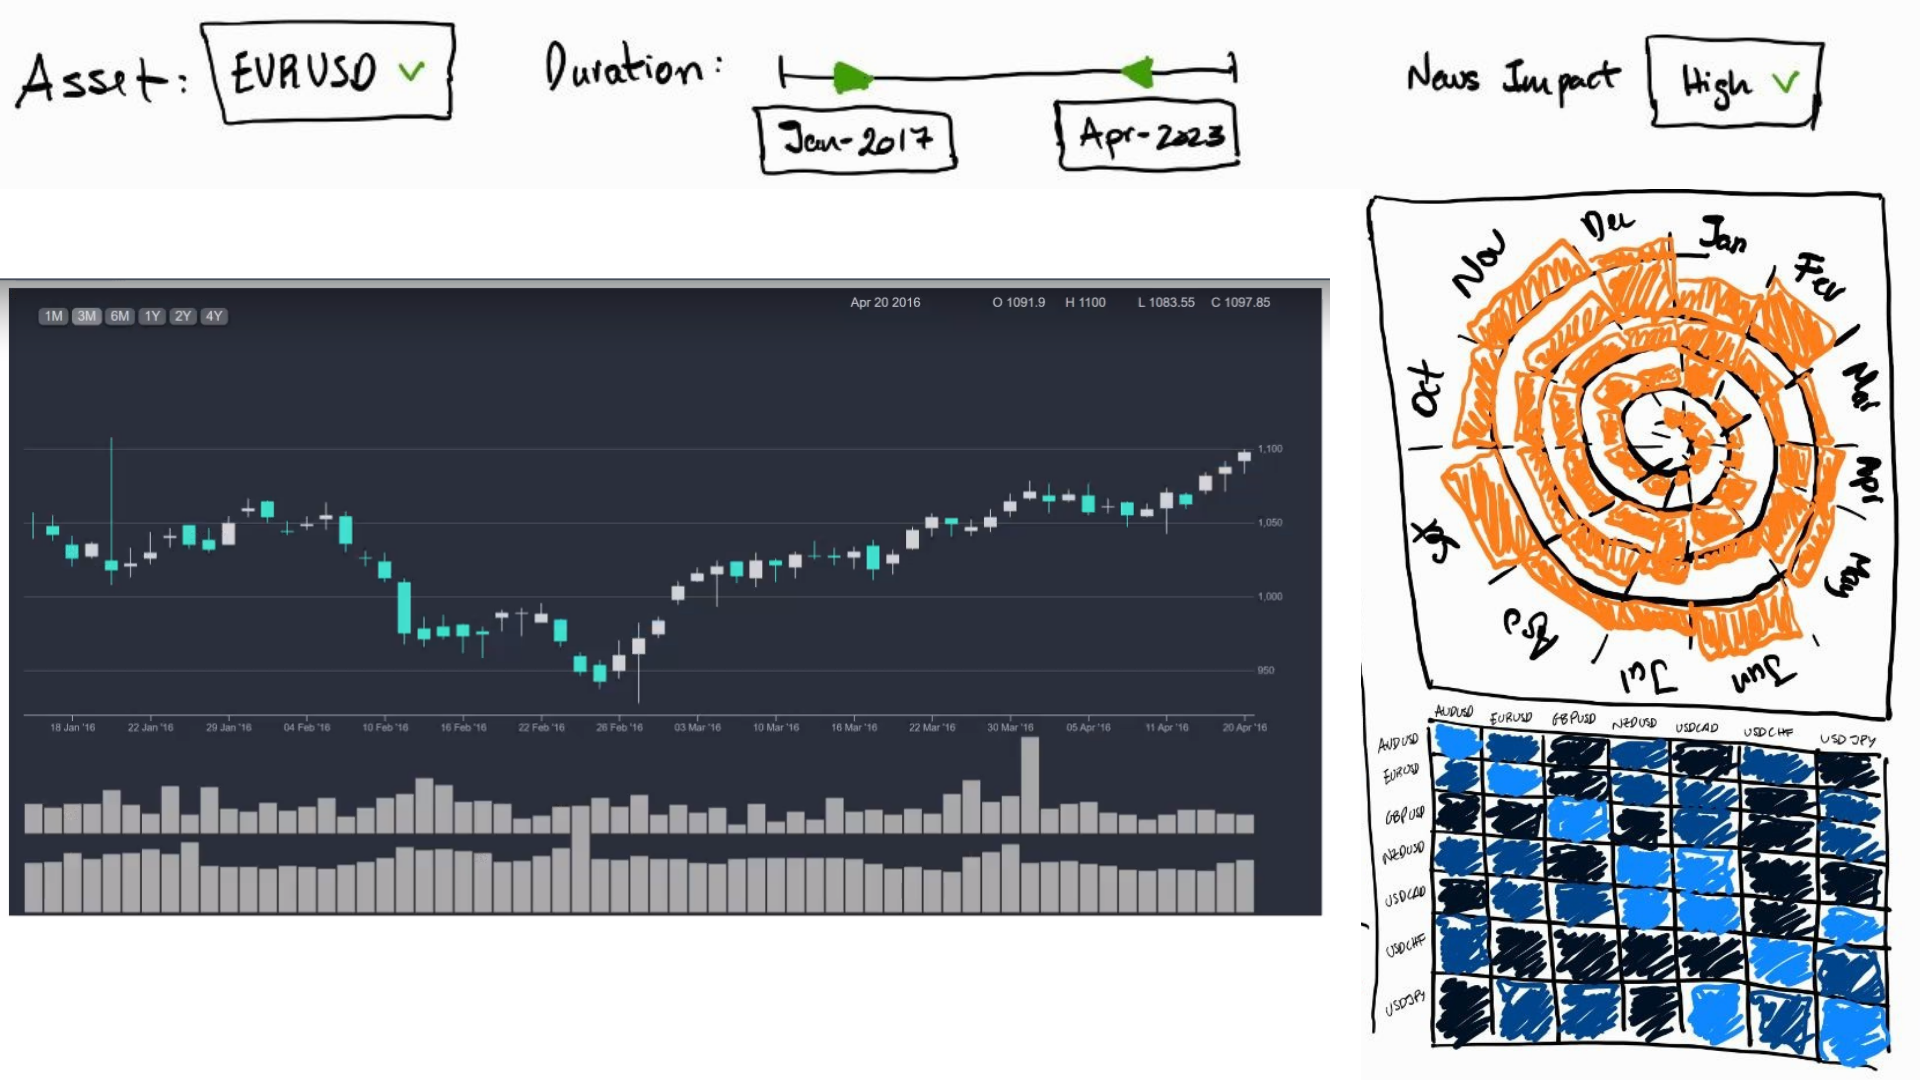 Asset: EURUSD
Duration:
Jan-2017
Apr-2023
News Impact High
1M 3M 6M 1Y 2Y 4Y
Apr 20 2016 O 1091.9 H 1100 L 1083.55 C 1097.85
1,100
1,050
1,000
950
18 Jan '16 22 Jan '16 29 Jan '16 04 Feb '16 10 Feb '16 16 Feb '16 22 Feb '16 26 Feb '16 03 Mar '16 10 Mar '16 16 Mar '16 22 Mar '16 30 Mar '16 05 Apr '16 11 Apr '16 20 Apr '16
Dec
Jan
Nov
Fev
Oct
Mar
Apr
May
Jul
Jun
AUDUSD EURUSD GBPUSD NZDUSD USDCAD USDCHF USDJPY
AUDUSD
EURUSD
GBPUSD
NZDUSD
USDCAD
USDCHF
USDJPY